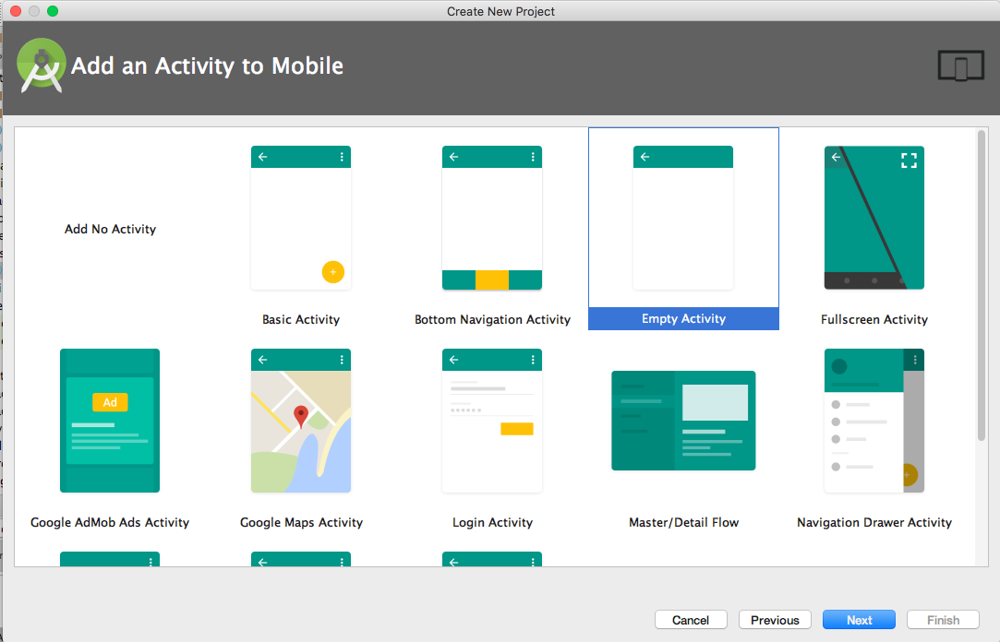 Create New Project
Add an Activity to Mobile
Add No Activity
Basic Activity
Bottom Navigation Activity
Empty Activity
Fullscreen Activity
Ad
Google AdMob Ads Activity
Google Maps Activity
Login Activity
Master/Detail Flow
Navigation Drawer Activity
Cancel
Previous
Next
Finish